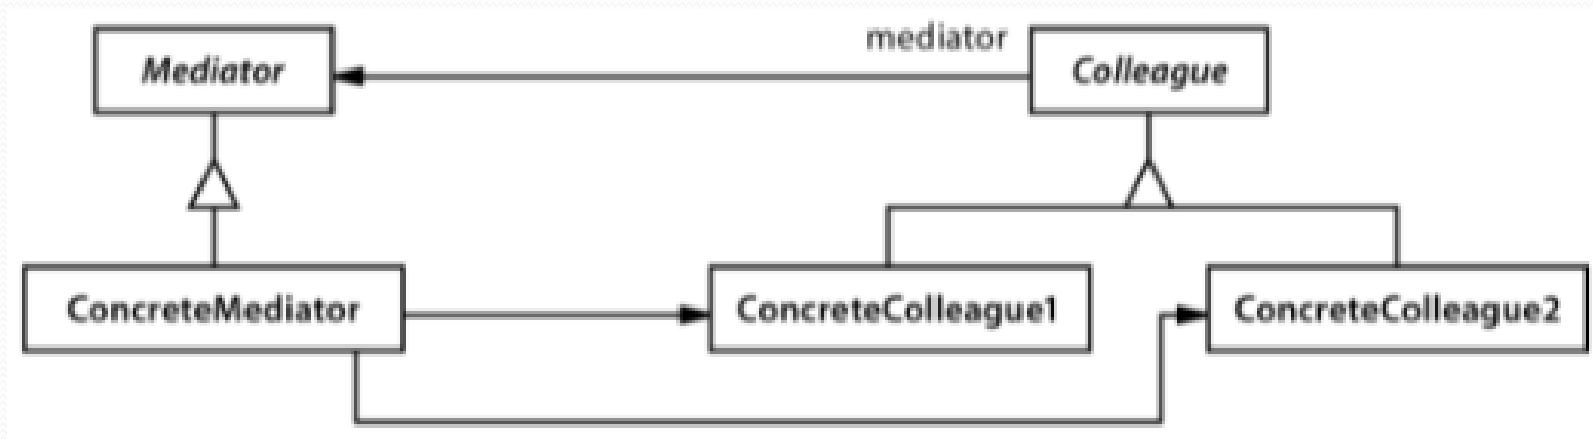 mediator
Mediator
Colleague
ConcreteMediator
ConcreteColleague1
ConcreteColleague2